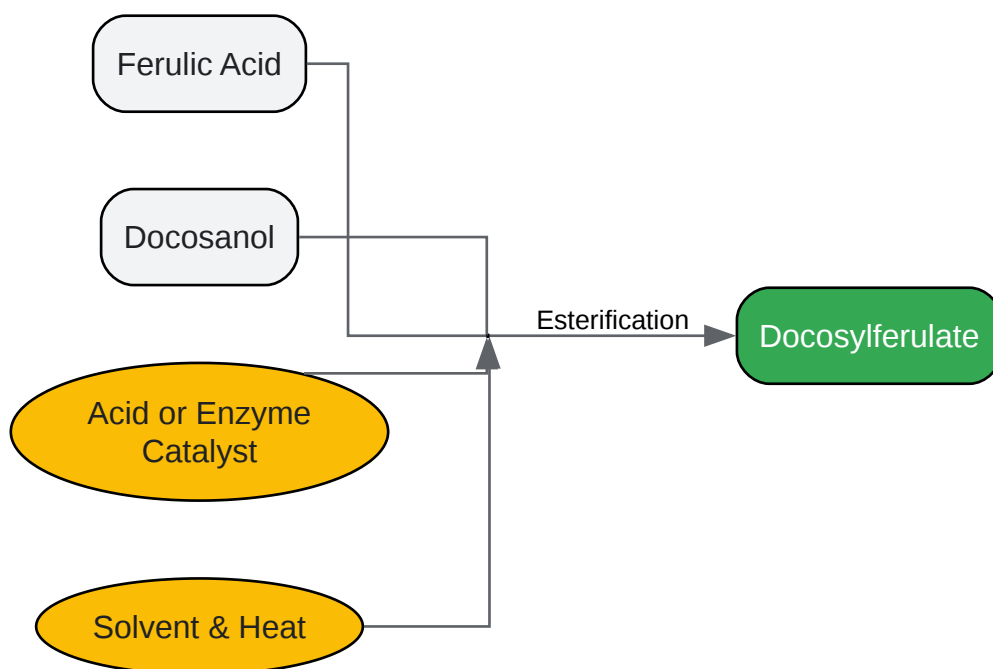 Ferulic Acid
Docosanol
Esterification
Docosylferulate
Acid or Enzyme
Catalyst
Solvent & Heat